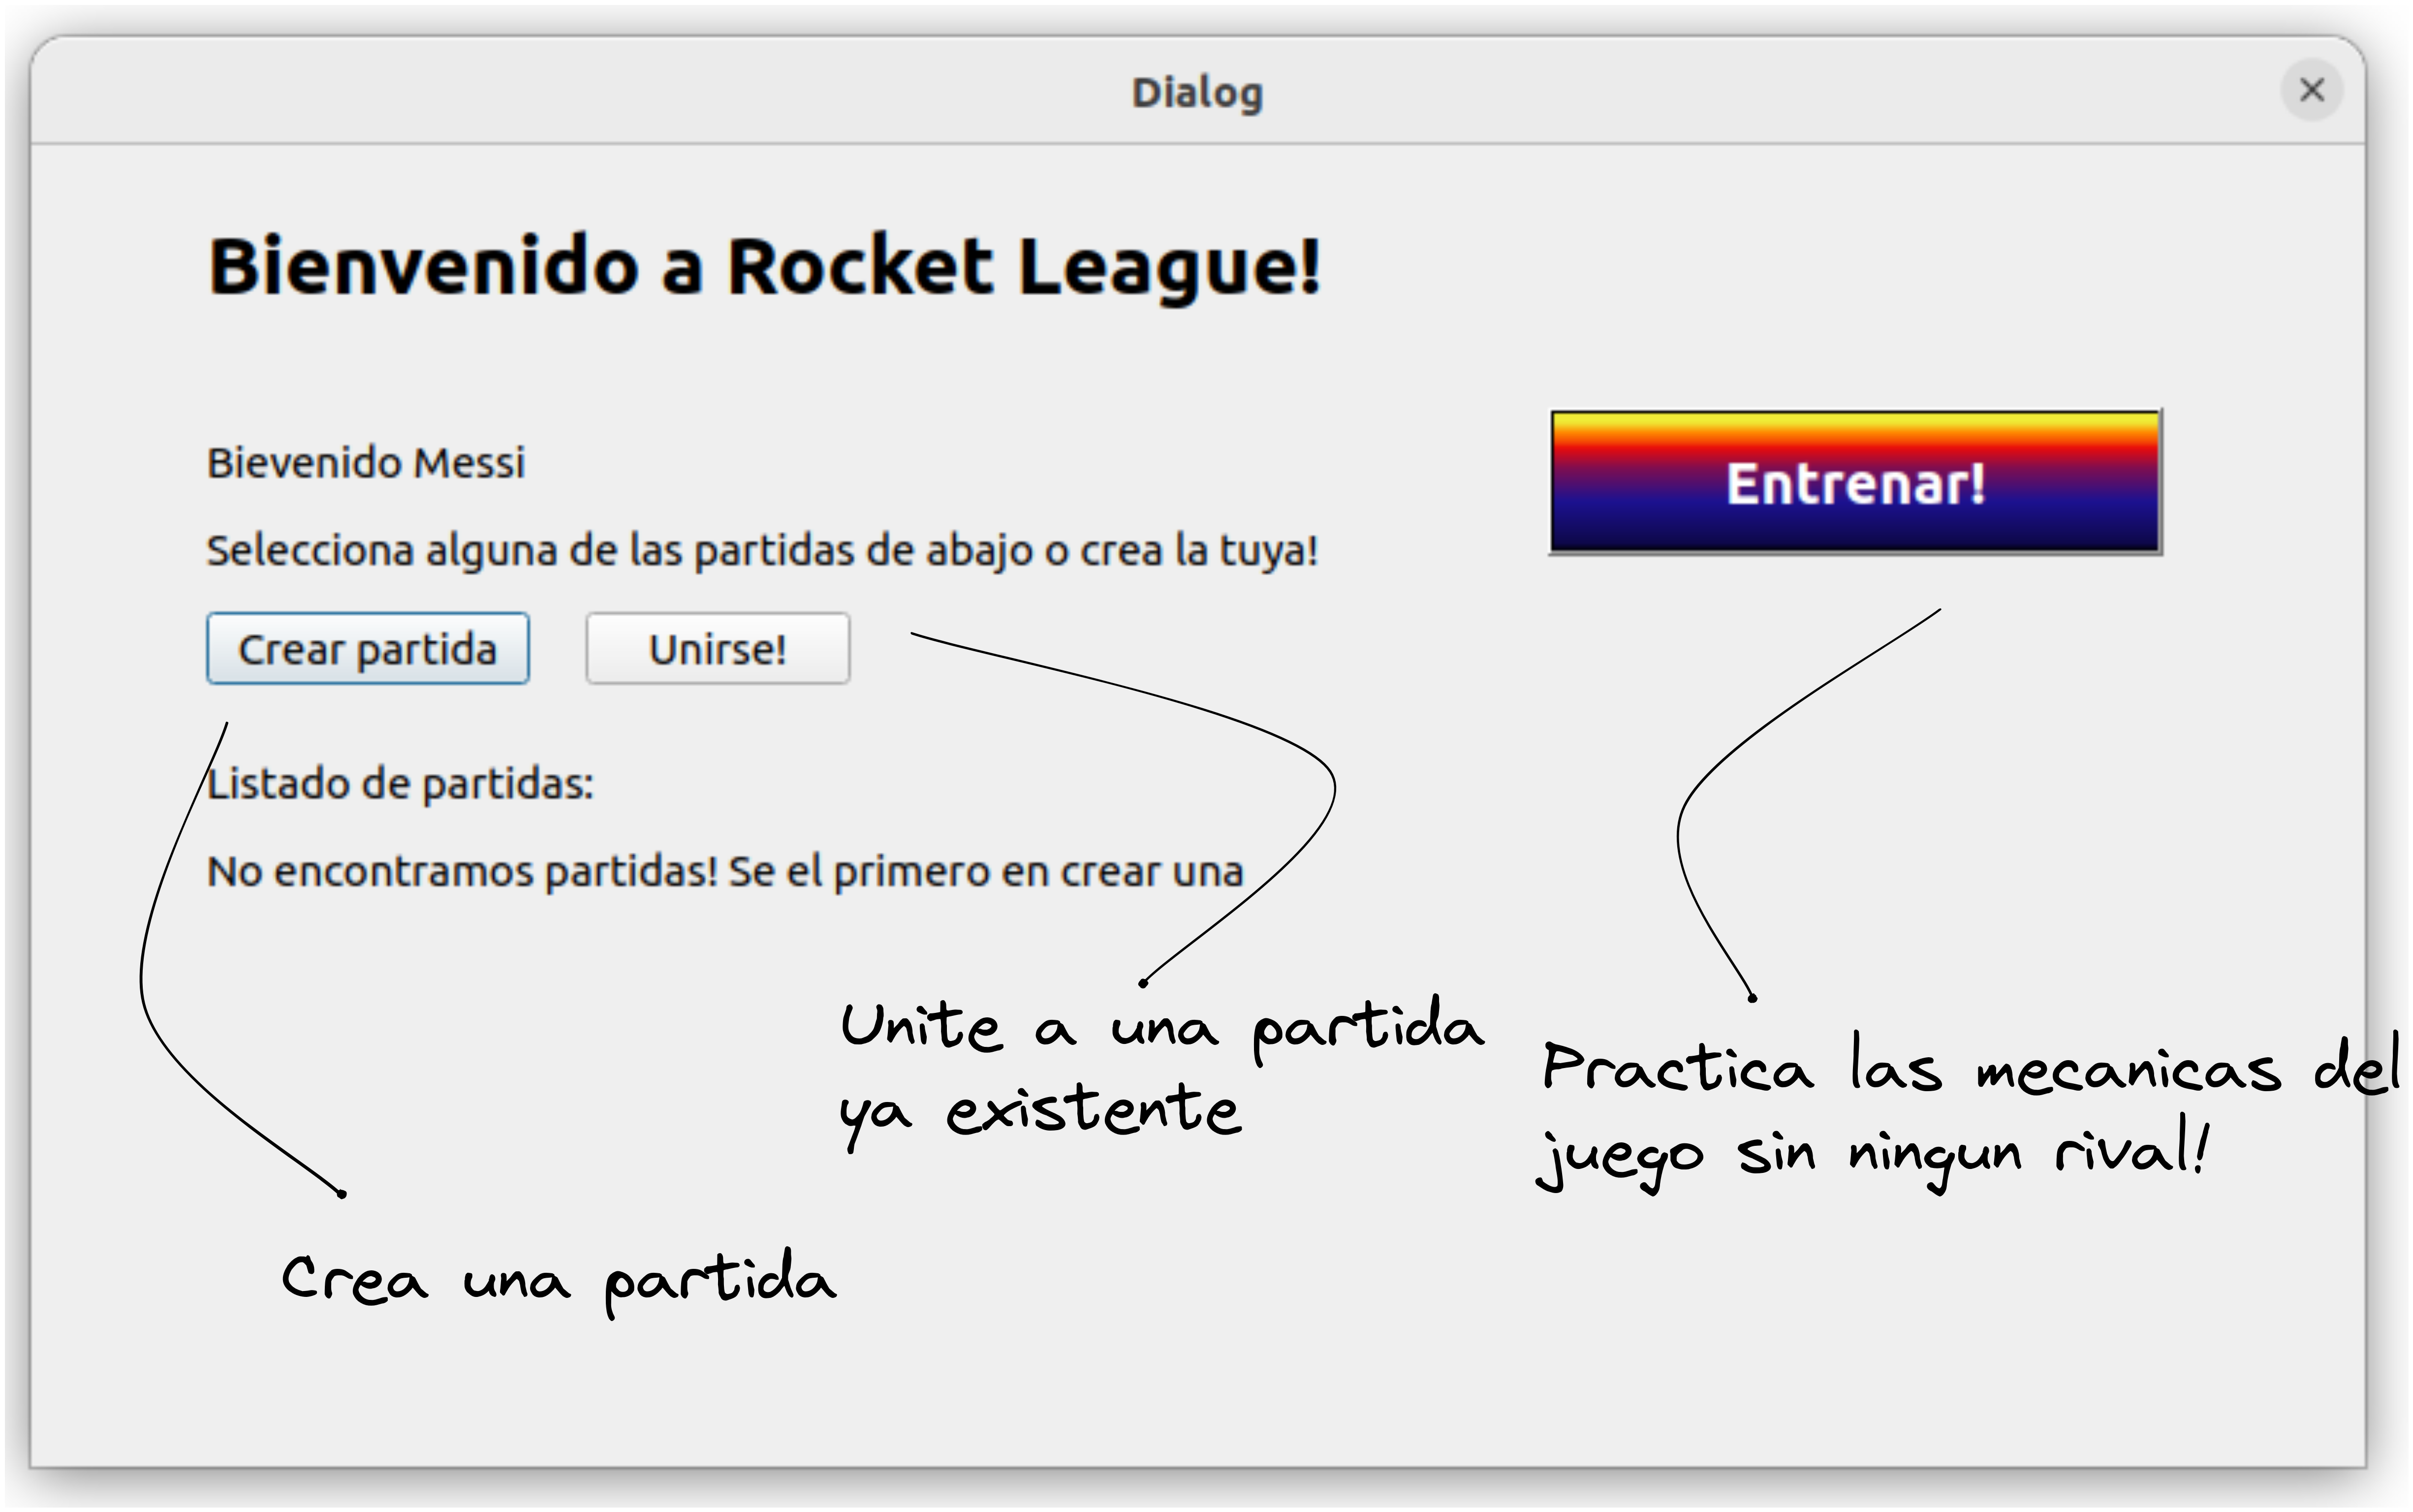 Dialog
Bienvenido a Rocket League!
Bievenido Messi
Entrenar!
Selecciona alguna de las partidas de abajo o crea la tuya!
Crear partida
Unirse!
Listado de partidas:
No encontramos partidas! Se el primero en crear una
Unite a una partida
ya existente
Practica las mecanicas del
juego sin ningun rival!
Crea una partida